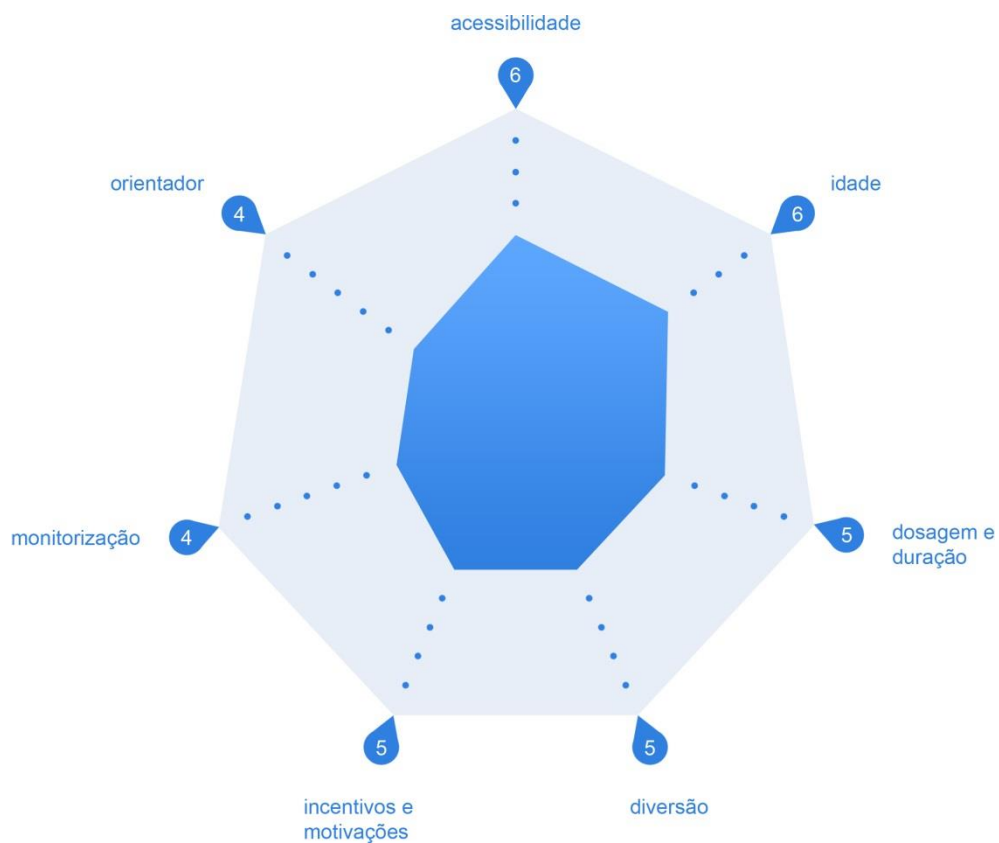 acessibilidade
6
orientador
4
idade
6
monitorização
4
5
dosagem e
duração
5
5
incentivos e
motivações
diversão